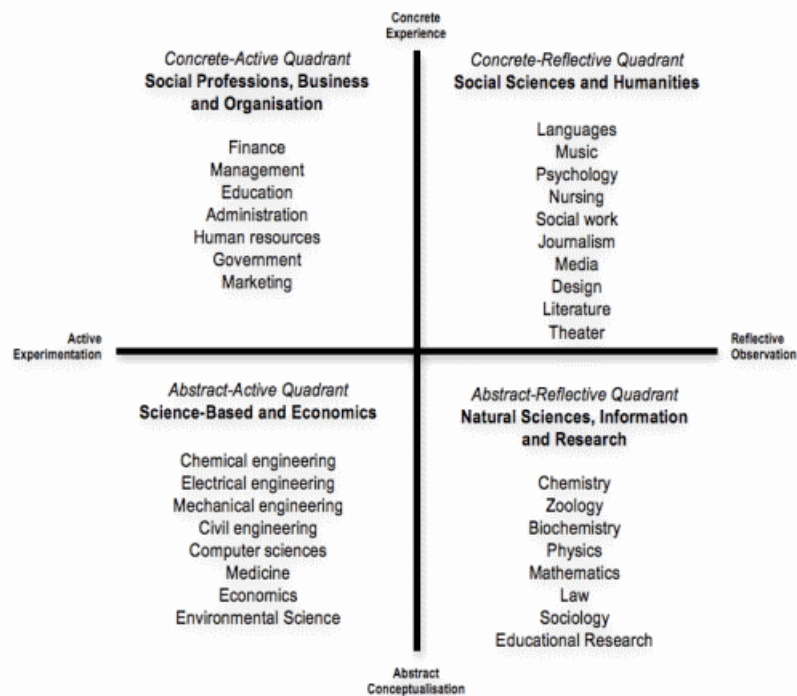 Concrete
Experience
Concrete-Active Quadrant
Social Professions, Business
and Organisation
Finance
Management
Education
Administration
Human resources
Government
Marketing
Concrete-Reflective Quadrant
Social Sciences and Humanities
Languages
Music
Psychology
Nursing
Social work
Journalism
Media
Design
Literature
Theater
Active
Experimentation
Reflective
Observation
Abstract-Active Quadrant
Science-Based and Economics
Chemical engineering
Electrical engineering
Mechanical engineering
Civil engineering
Computer sciences
Medicine
Economics
Environmental Science
Abstract-Reflective Quadrant
Natural Sciences, Information
and Research
Chemistry
Zoology
Biochemistry
Physics
Mathematics
Law
Sociology
Educational Research
Abstract
Conceptualisation